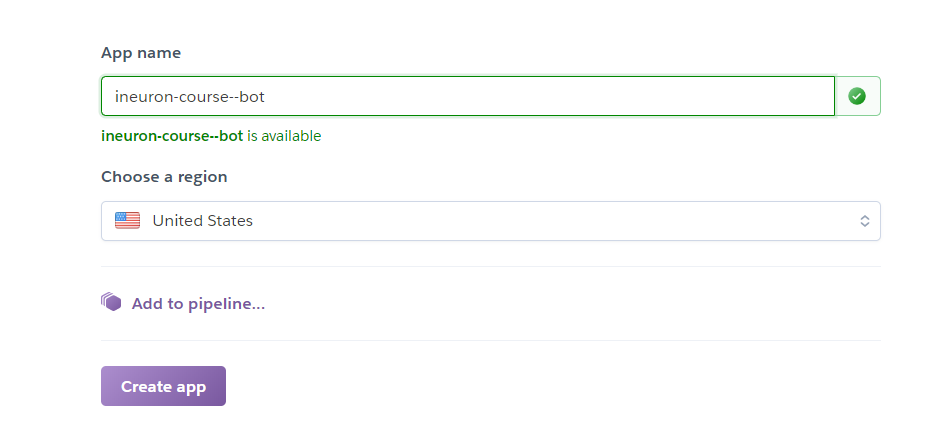 App name
ineuron-course--bot
ineuron-course--bot is available
Choose a region
United States
Add to pipeline...
Create app